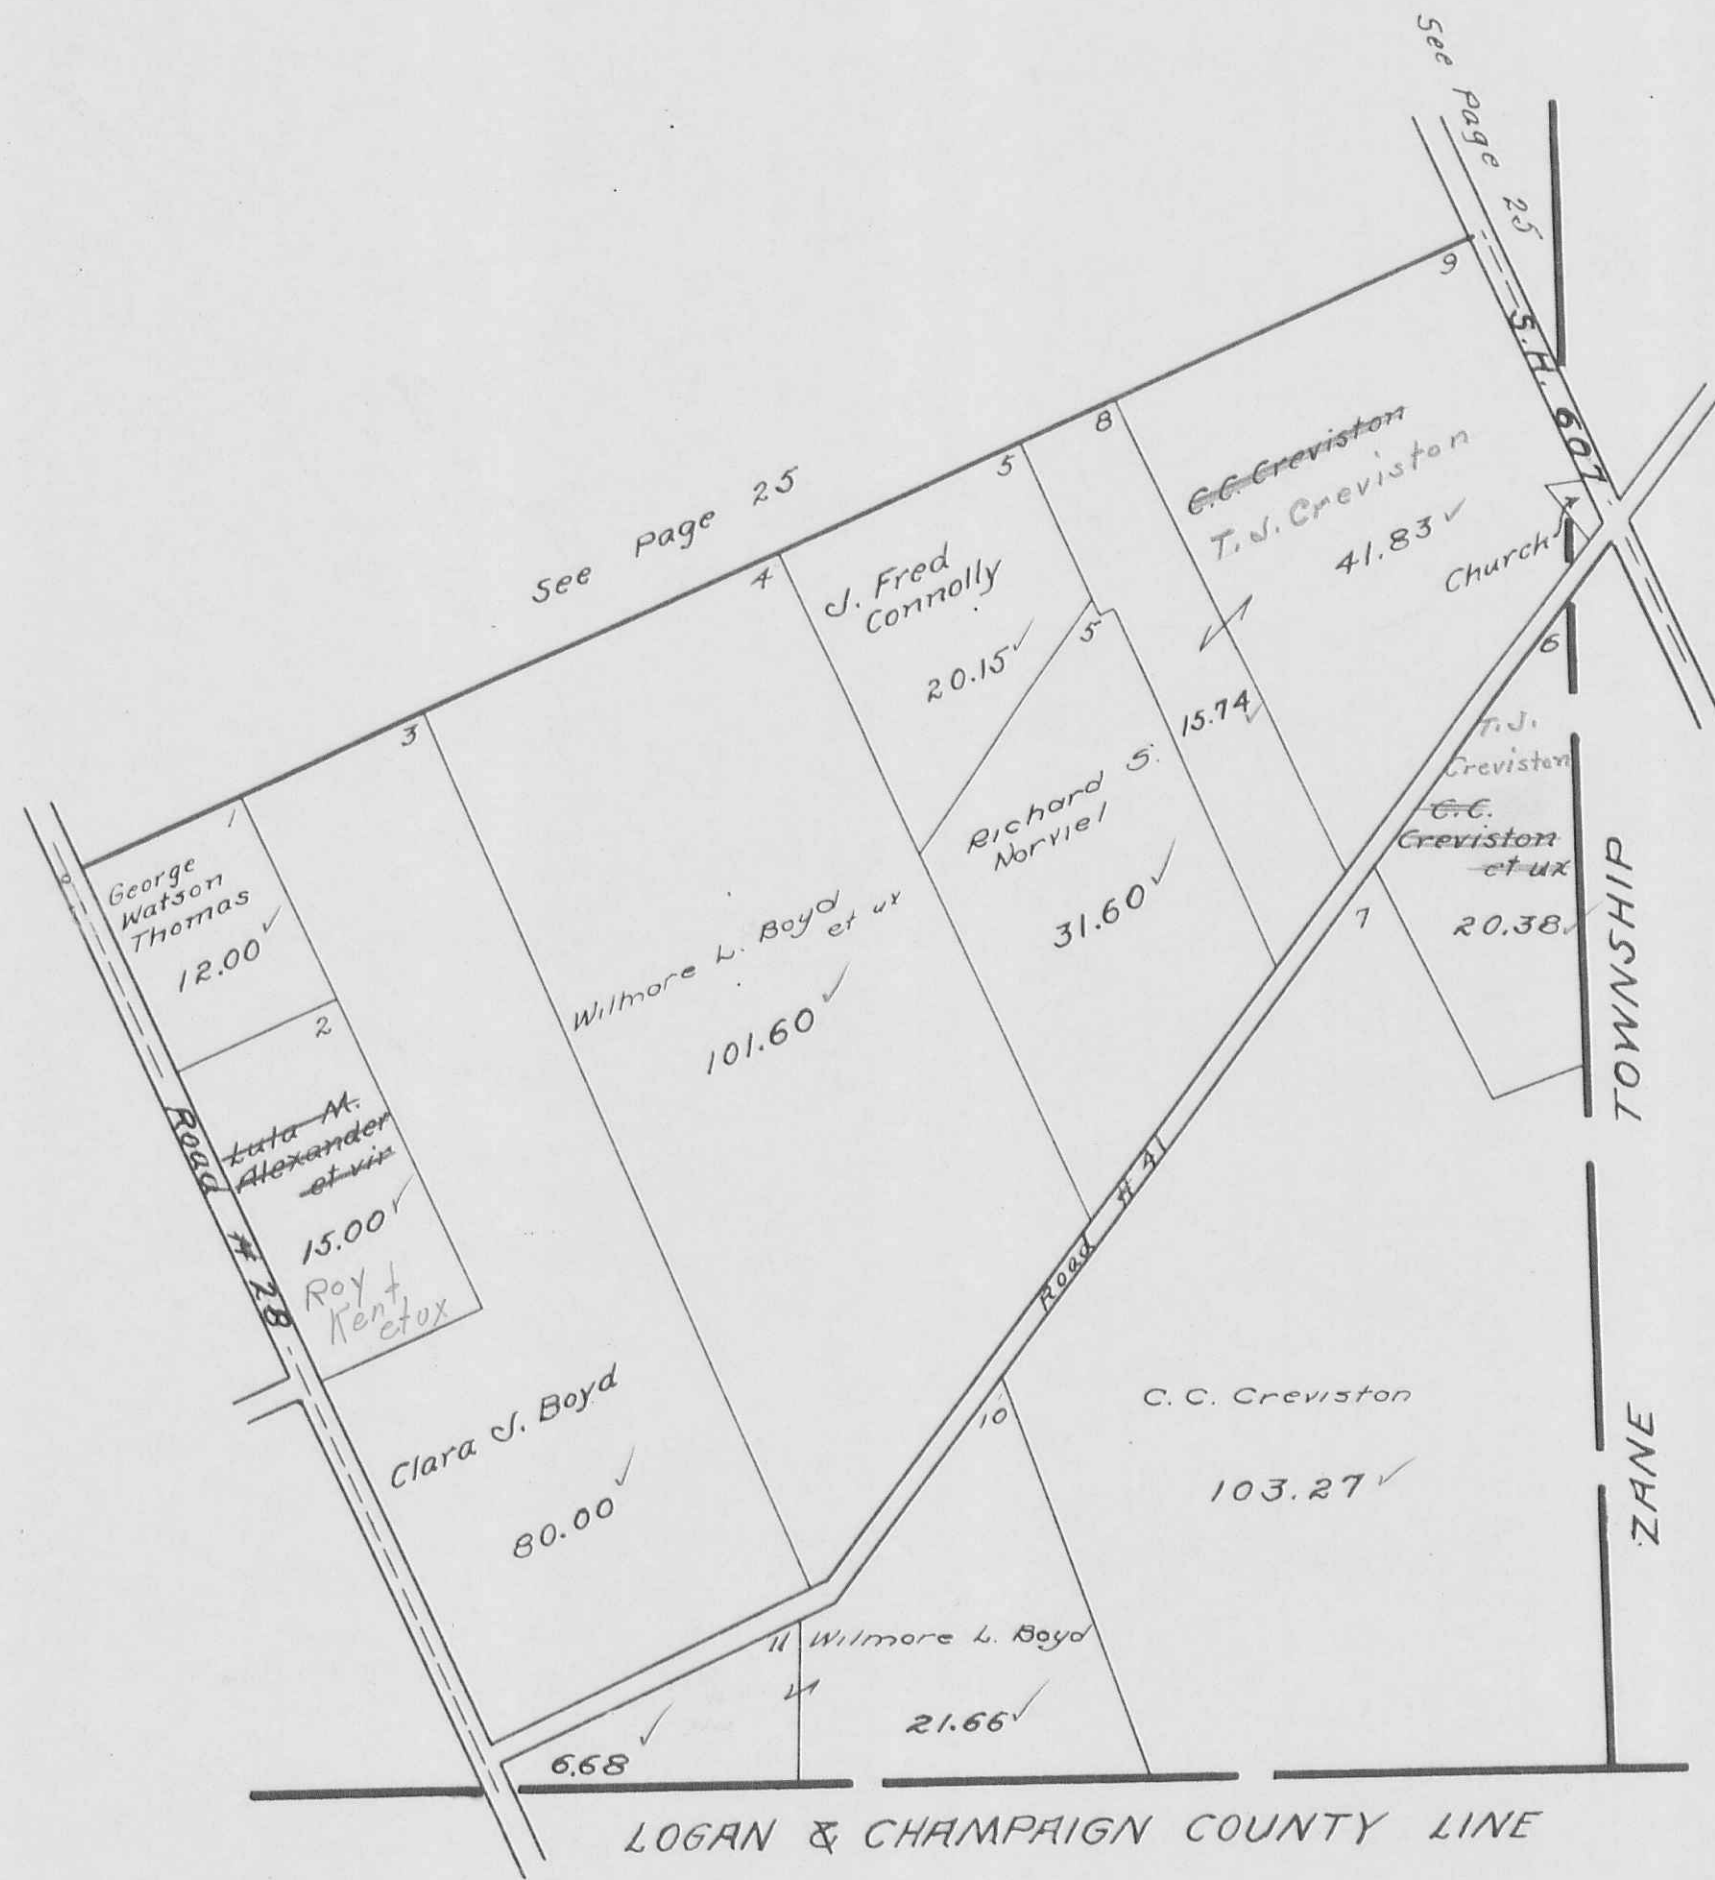 See Page 25
9
S.H. 607
8
C.C. Creviston
T.J. Creviston
41.83
Church
5
See Page 25
4
J. Fred
Connolly
20.15
5
6
15.74
T.J.
Creviston
C.C.
Creviston
et ux
20.38
3
Richard S.
Norviel
31.60
7
1
George
Watson
Thomas
12.00
Wilmore L. Boyd
et ux
101.60
2
Lula M.
Alexander
et vir
15.00
Roy
Kent
et ux
Road # 28
Road # 41
TOWNSHIP
ZANE
Clara J. Boyd
80.00
10
C. C. Creviston
103.27
11
Wilmore L. Boyd
21.66
6.68
LOGAN & CHAMPAIGN COUNTY LINE